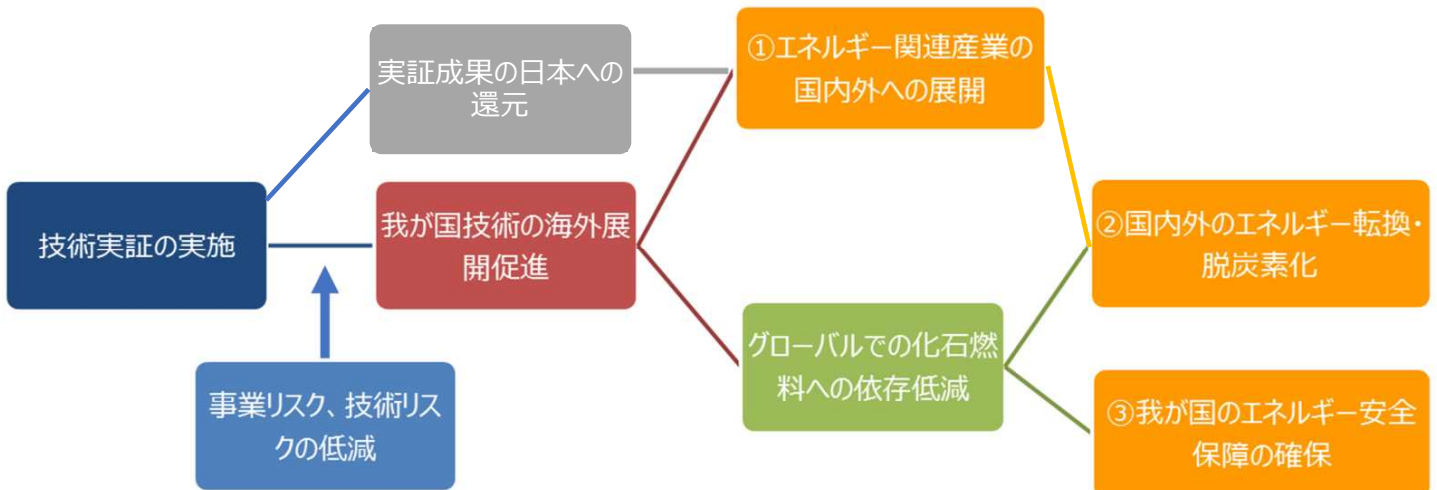 実証成果の日本への
還元
①エネルギー関連産業の
国内外への展開
技術実証の実施
我が国技術の海外展
開促進
②国内外のエネルギー転換・
脱炭素化
グローバルでの化石燃
料への依存低減
事業リスク、技術リス
クの低減
③我が国のエネルギー安全
保障の確保